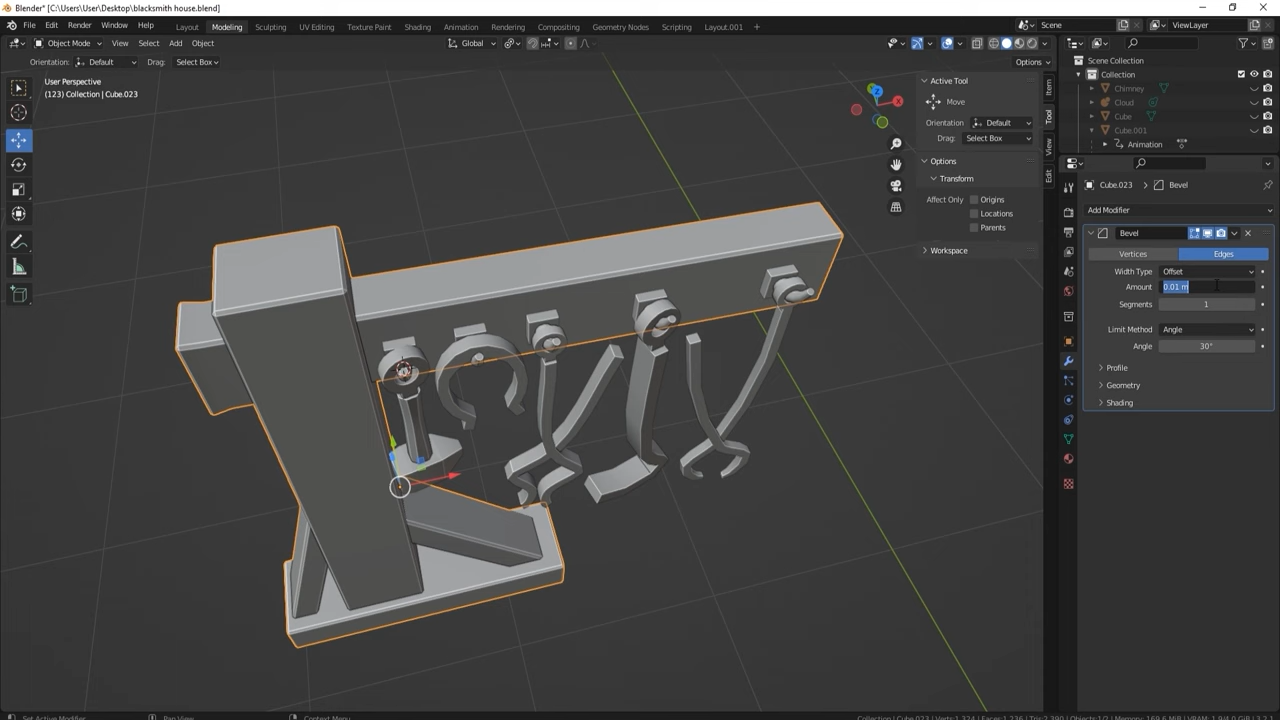 Blender* [C:\Users\User\Desktop\blacksmith house.blend]
File Edit Render Window Help Layout Modeling Sculpting UV Editing Texture Paint Shading Animation Rendering Compositing Geometry Nodes Scripting Layout.001 + Scene ViewLayer
Object Mode View Select Add Object Global
Orientation: Default Drag: Select Box Options
User Perspective
(123) Collection | Cube.023
X
Z
Active Tool
Move
Orientation Default
Drag: Select Box
Options
Transform
Affect Only Origins
Locations
Parents
Workspace
Item
Tool
View
Edit
Scene Collection
Collection
Chimney
Cloud
Cube
Cube.001
Animation
Cube.023 > Bevel
Add Modifier
Bevel
Vertices Edges
Width Type Offset
Amount 0.01 m
Segments 1
Limit Method Angle
Angle 30°
Profile
Geometry
Shading
Set Active Modifier Pan View Context Menu